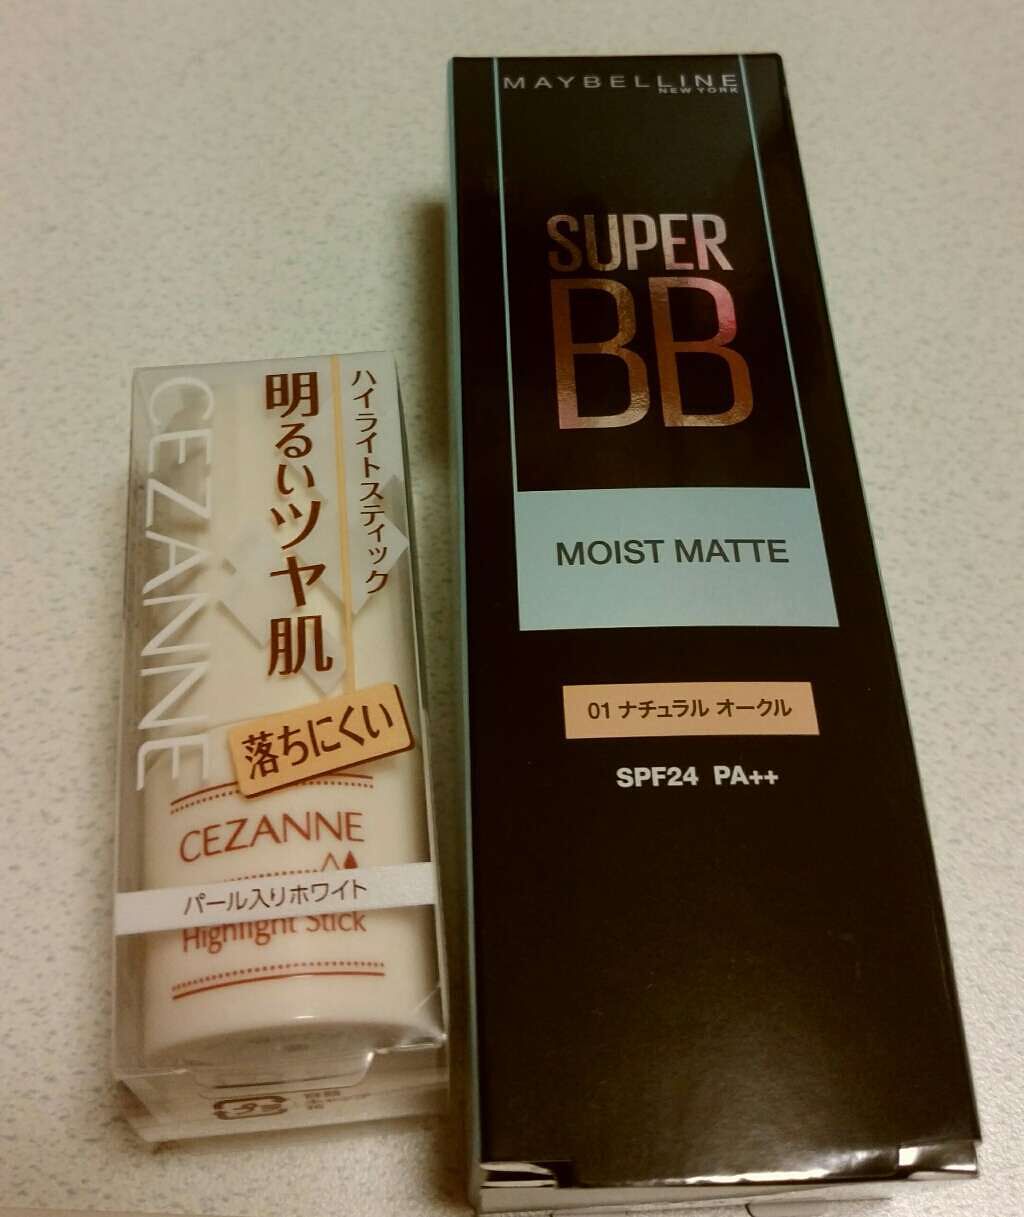 CEZANNE
ハイライトスティック
明るいツヤ肌
落ちにくい
CEZANNE
パール入りホワイト
Highlight Stick
MAYBELLINE
NEW YORK
SUPER
BB
MOIST MATTE
01 ナチュラル オークル
SPF24 PA++